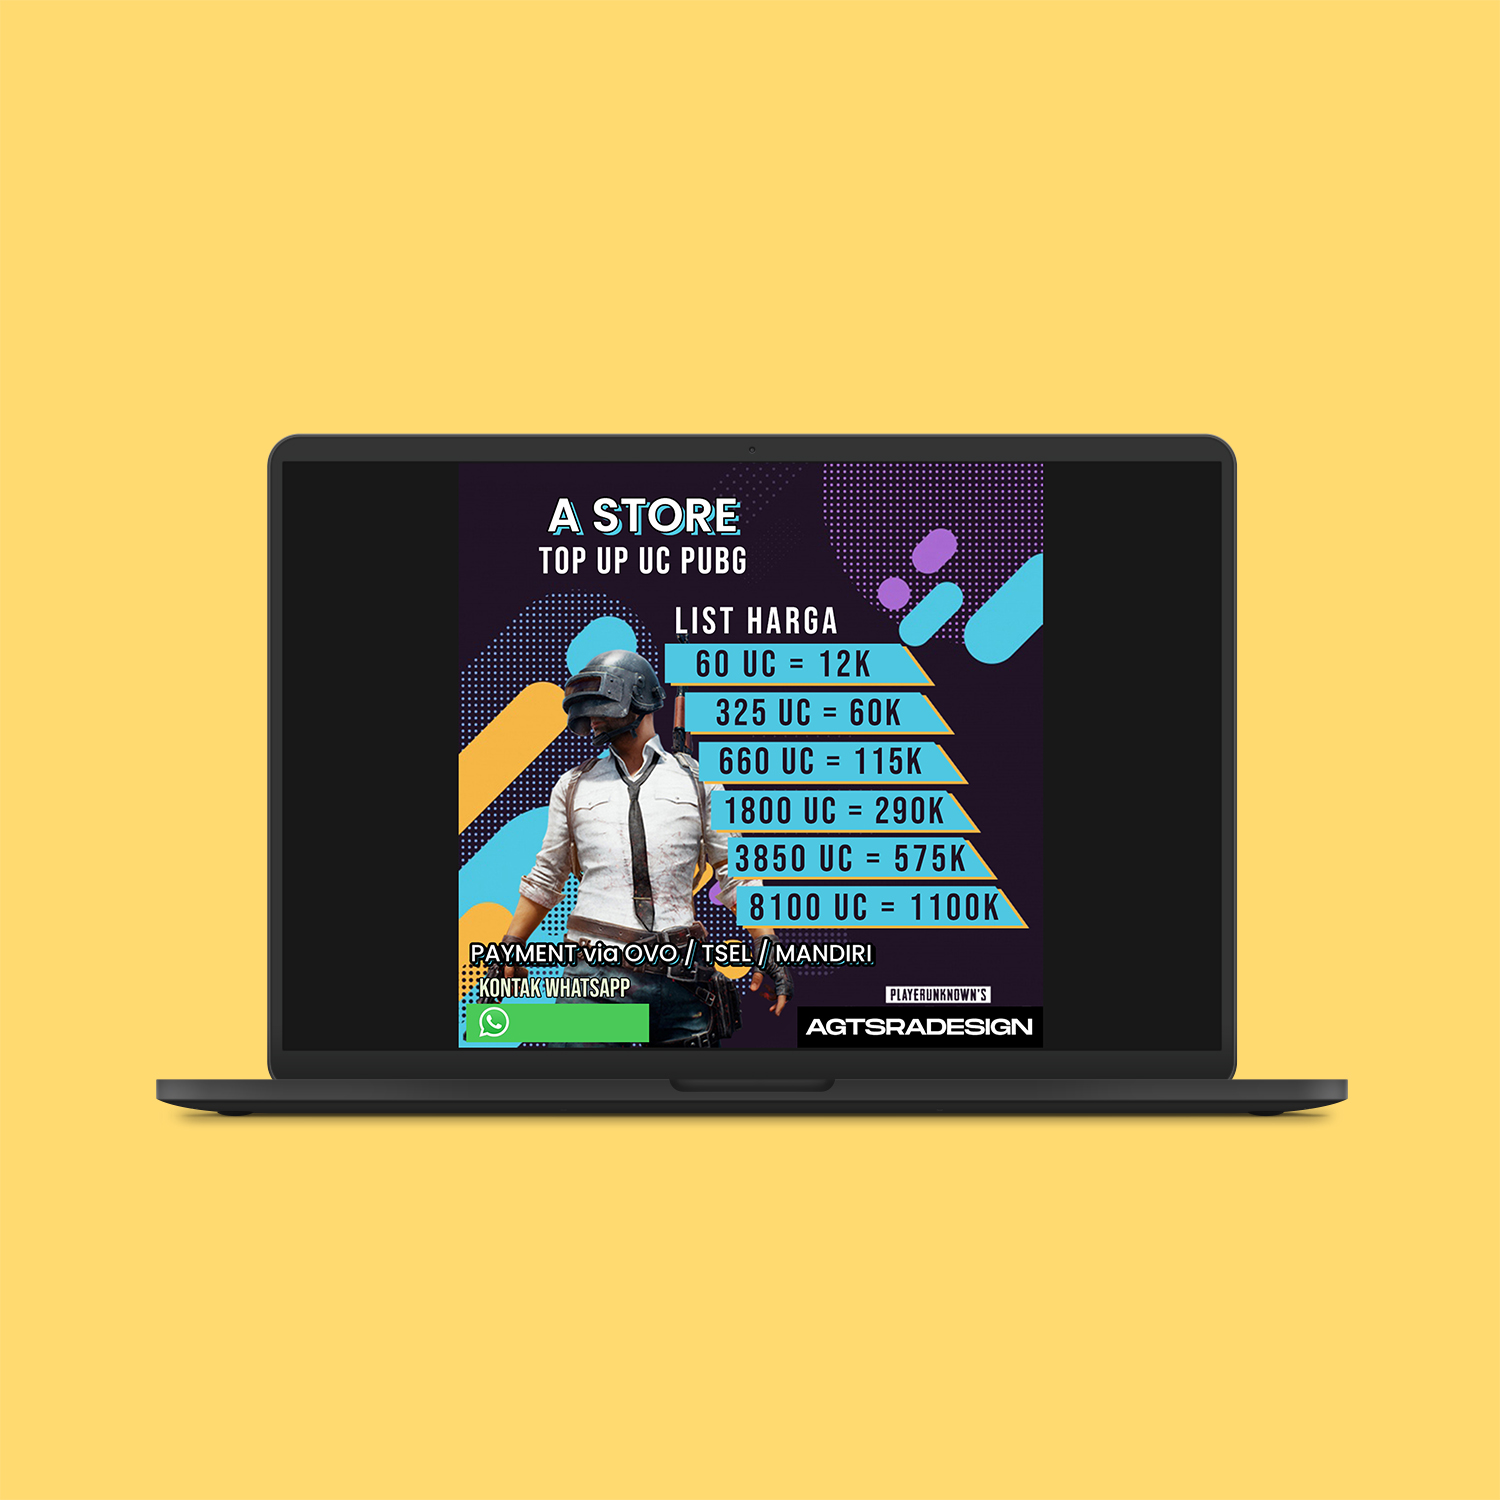 A STORE
TOP UP UC PUBG
LIST HARGA
60 UC = 12K
325 UC = 60K
660 UC = 115K
1800 UC = 290K
3850 UC = 575K
8100 UC = 1100K
PAYMENT via OVO / TSEL / MANDIRI
KONTAK WHATSAPP
PLAYERUNKNOWN'S
AGTSRADESIGN